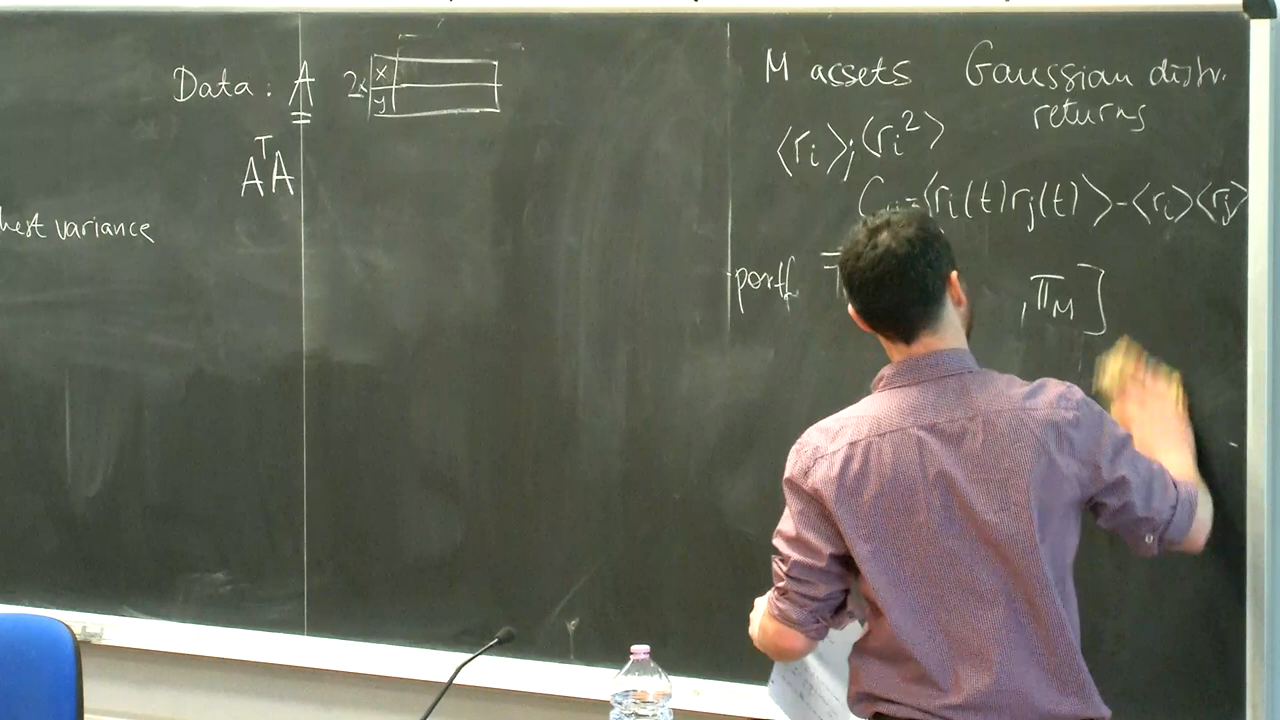 Data: A
2x
x
y
AᵀA
hest variance
M assets Gaussian distr.
returns
⟨rᵢ⟩; ⟨rᵢ²⟩
⟨rᵢ(t)rⱼ(t)⟩-⟨rᵢ⟩⟨rⱼ⟩
portf , π_M]